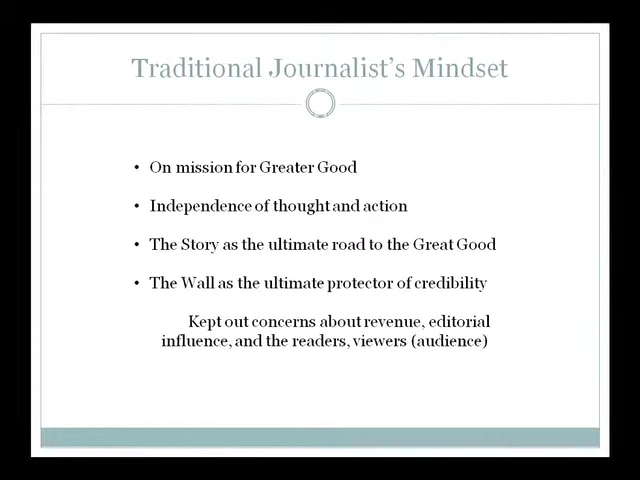 Traditional Journalist's Mindset
• On mission for Greater Good
• Independence of thought and action
• The Story as the ultimate road to the Great Good
• The Wall as the ultimate protector of credibility
Kept out concerns about revenue, editorial
influence, and the readers, viewers (audience)